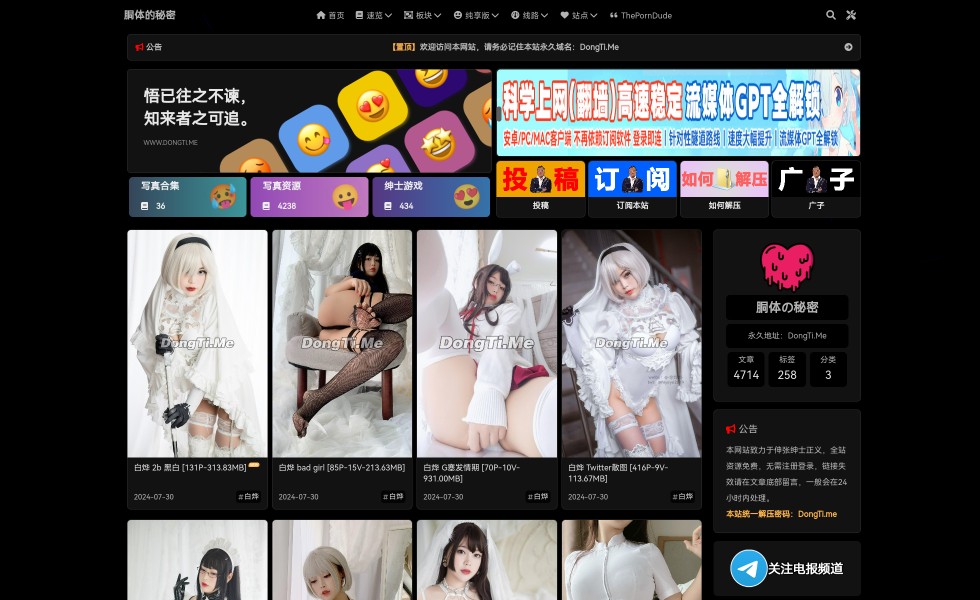 胴体的秘密
首页
速览
板块
纯享版
线路
站点
ThePornDude
公告
【置顶】欢迎访问本网站，请务必记住本站永久域名：DongTi.Me
悟已往之不谏，
知来者之可追。
WWW.DONGTI.ME
科学上网(翻墙)高速稳定 流媒体GPT全解锁
安卓/PC/MAC客户端 不再依赖订阅软件 登录即连 | 针对性隧道路线 | 速度大幅提升 | 流媒体GPT全解锁
写真合集
36
写真资源
4238
绅士游戏
434
投 稿
投稿
订 阅
订阅本站
如何 解压
如何解压
广 子
广子
DongTi.Me
DongTi.Me
DongTi.Me
DongTi.Me
白烨 2b 黑白 [131P-313.83MB]
2024-07-30
#白烨
白烨 bad girl [85P-15V-213.63MB]
2024-07-30
#白烨
白烨 G塞发情期 [70P-10V-
931.00MB]
2024-07-30
#白烨
白烨 Twitter散图 [416P-9V-
113.67MB]
2024-07-30
#白烨
胴体の秘密
永久地址：DongTi.Me
文章
4714
标签
258
分类
3
公告
本网站致力于伸张绅士正义，全站
资源免费，无需注册登录，链接失
效请在文章底部留言，一般会在24
小时内处理。
本站统一解压密码：DongTi.me
关注电报频道